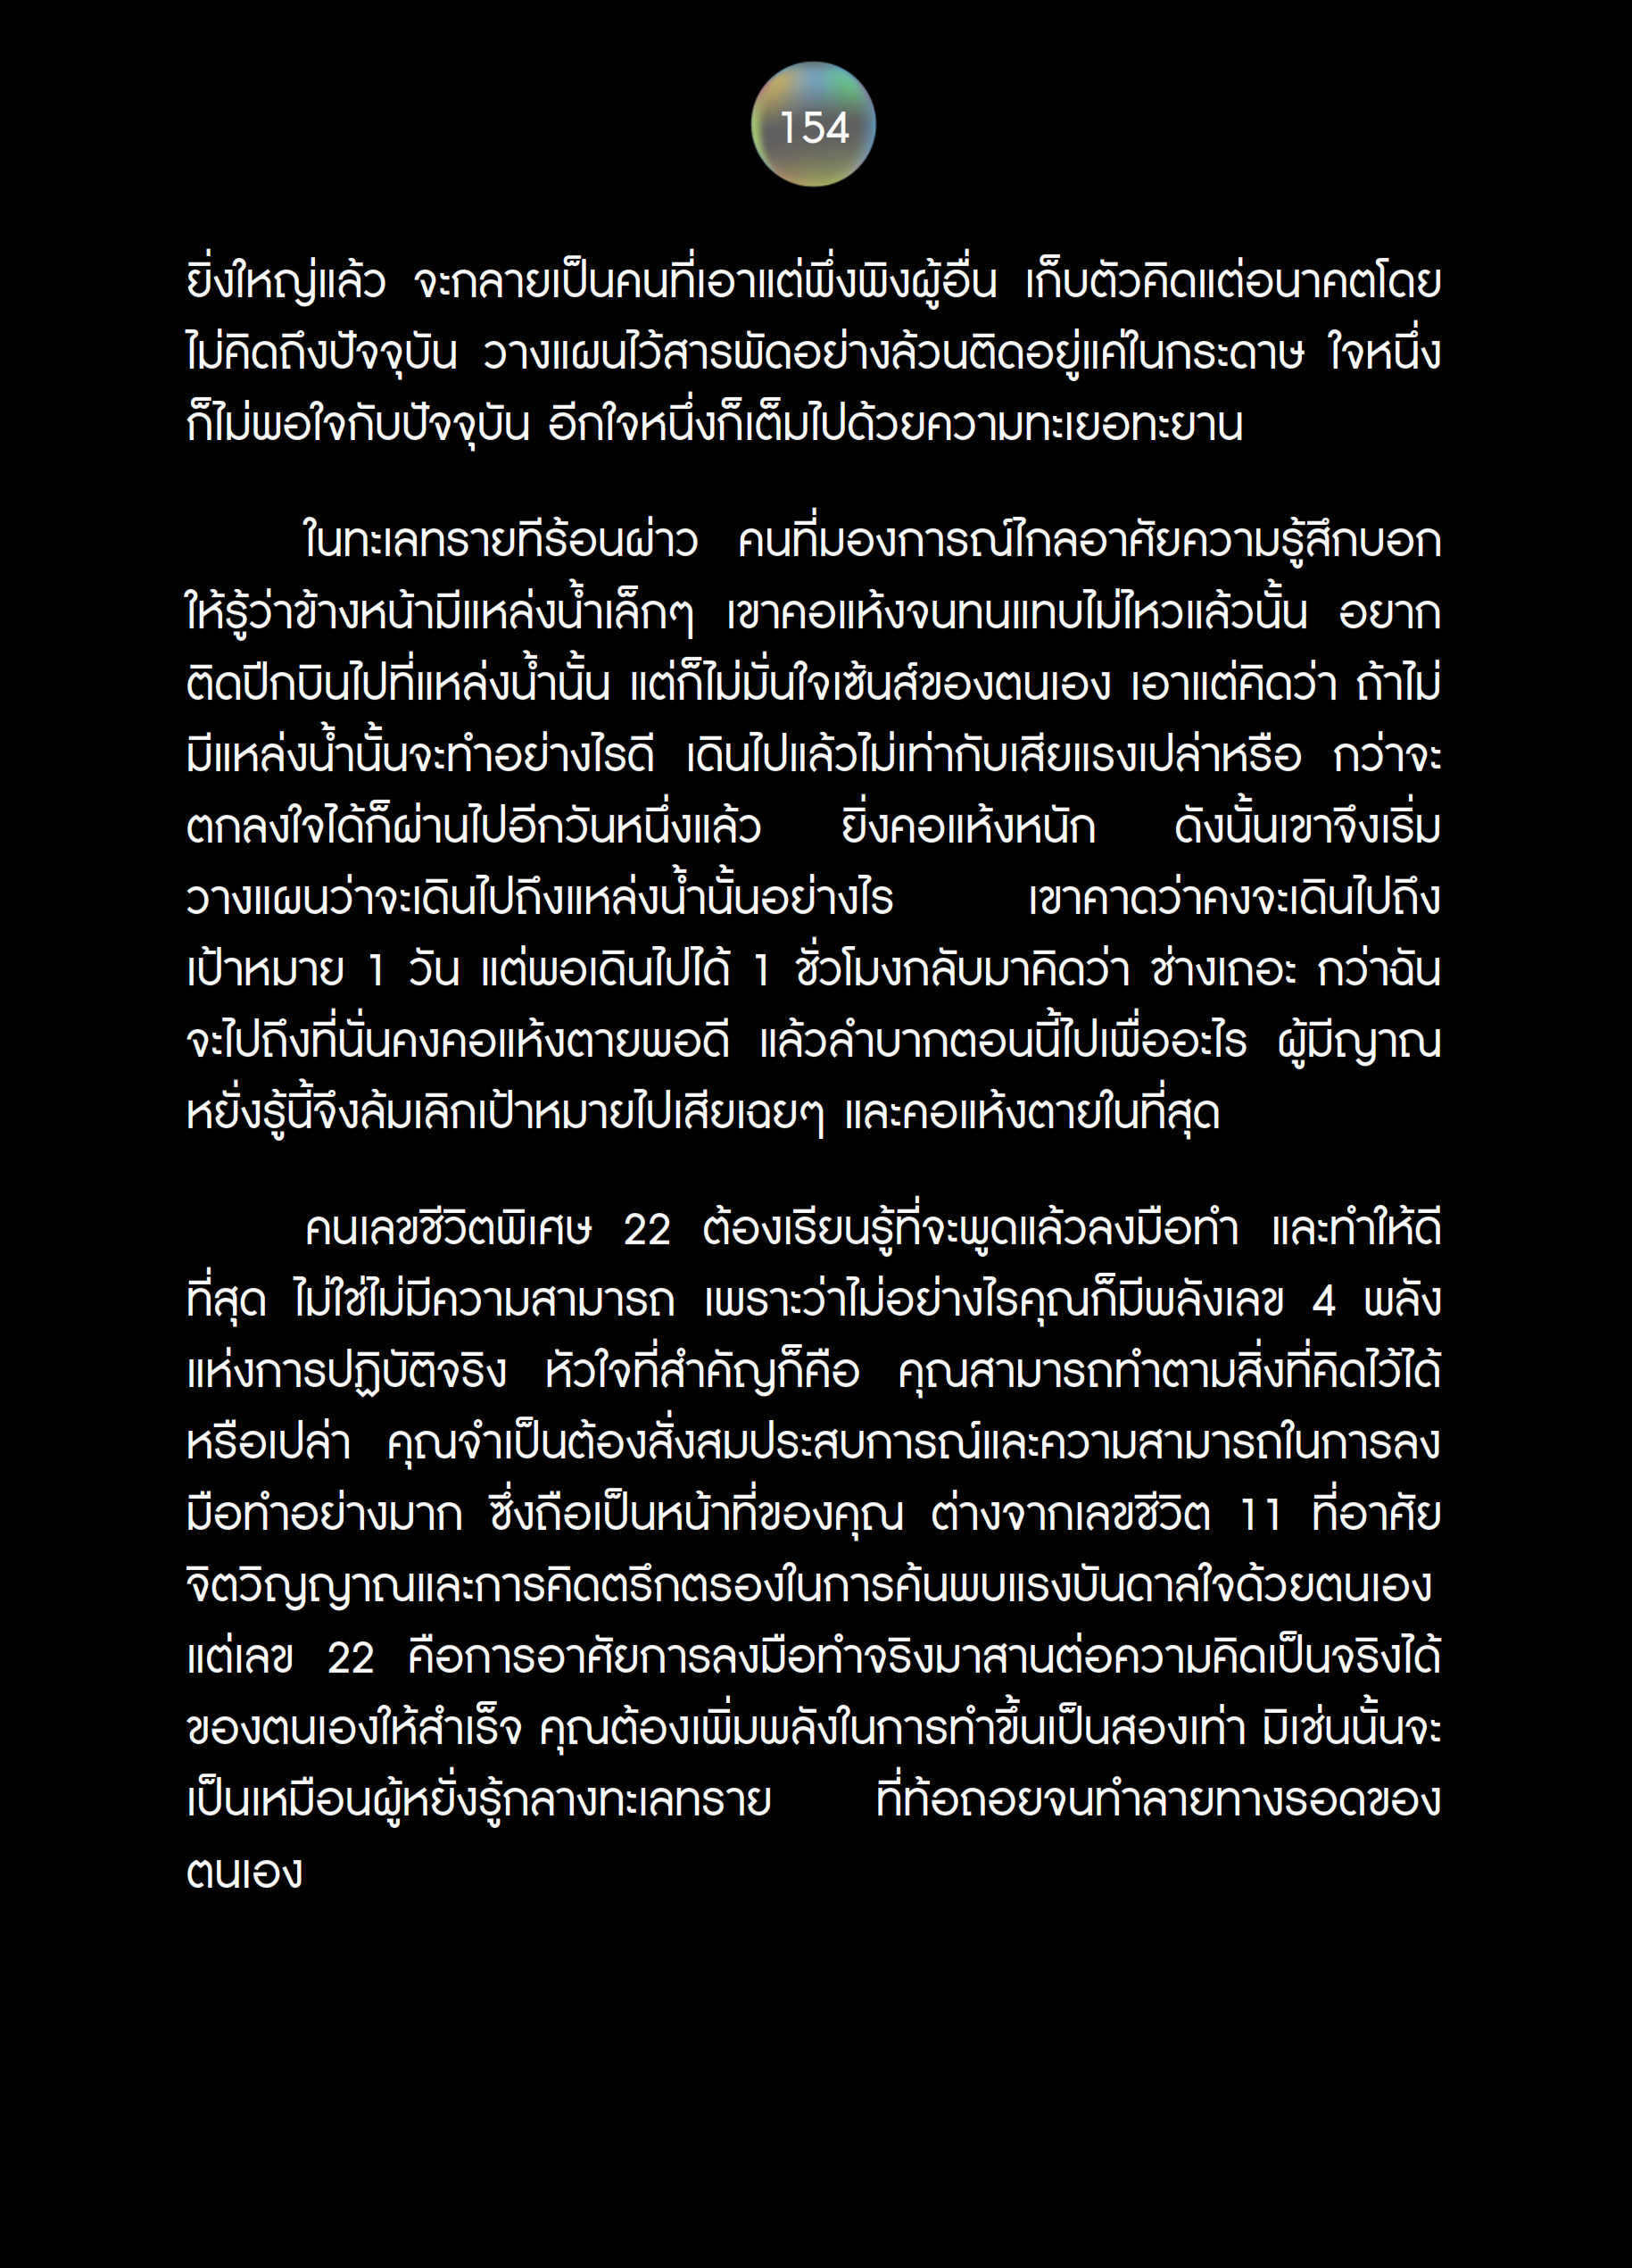 154
ยิ่งใหญ่แล้ว จะกลายเป็นคนที่เอาแต่พึ่งพิงผู้อื่น เก็บตัวคิดแต่อนาคตโดย
ไม่คิดถึงปัจจุบัน วางแผนไว้สารพัดอย่างล้วนติดอยู่แค่ในกระดาษ ใจหนึ่ง
ก็ไม่พอใจกับปัจจุบัน อีกใจหนึ่งก็เต็มไปด้วยความทะเยอทะยาน
ในทะเลทรายทีร้อนผ่าว คนที่มองการณ์ไกลอาศัยความรู้สึกบอก
ให้รู้ว่าข้างหน้ามีแหล่งน้ำเล็กๆ เขาคอแห้งจนทนแทบไม่ไหวแล้วนั้น อยาก
ติดปีกบินไปที่แหล่งน้ำนั้น แต่ก็ไม่มั่นใจเซ้นส์ของตนเอง เอาแต่คิดว่า ถ้าไม่
มีแหล่งน้ำนั้นจะทำอย่างไรดี เดินไปแล้วไม่เท่ากับเสียแรงเปล่าหรือ กว่าจะ
ตกลงใจได้ก็ผ่านไปอีกวันหนึ่งแล้ว ยิ่งคอแห้งหนัก ดังนั้นเขาจึงเริ่ม
วางแผนว่าจะเดินไปถึงแหล่งน้ำนั้นอย่างไร เขาคาดว่าคงจะเดินไปถึง
เป้าหมาย 1 วัน แต่พอเดินไปได้ 1 ชั่วโมงกลับมาคิดว่า ช่างเถอะ กว่าฉัน
จะไปถึงที่นั่นคงคอแห้งตายพอดี แล้วลำบากตอนนี้ไปเพื่ออะไร ผู้มีญาณ
หยั่งรู้นี้จึงล้มเลิกเป้าหมายไปเสียเฉยๆ และคอแห้งตายในที่สุด
คนเลขชีวิตพิเศษ 22 ต้องเรียนรู้ที่จะพูดแล้วลงมือทำ และทำให้ดี
ที่สุด ไม่ใช่ไม่มีความสามารถ เพราะว่าไม่อย่างไรคุณก็มีพลังเลข 4 พลัง
แห่งการปฏิบัติจริง หัวใจที่สำคัญก็คือ คุณสามารถทำตามสิ่งที่คิดไว้ได้
หรือเปล่า คุณจำเป็นต้องสั่งสมประสบการณ์และความสามารถในการลง
มือทำอย่างมาก ซึ่งถือเป็นหน้าที่ของคุณ ต่างจากเลขชีวิต 11 ที่อาศัย
จิตวิญญาณและการคิดตรึกตรองในการค้นพบแรงบันดาลใจด้วยตนเอง
แต่เลข 22 คือการอาศัยการลงมือทำจริงมาสานต่อความคิดเป็นจริงได้
ของตนเองให้สำเร็จ คุณต้องเพิ่มพลังในการทำขึ้นเป็นสองเท่า มิเช่นนั้นจะ
เป็นเหมือนผู้หยั่งรู้กลางทะเลทราย ที่ท้อถอยจนทำลายทางรอดของ
ตนเอง